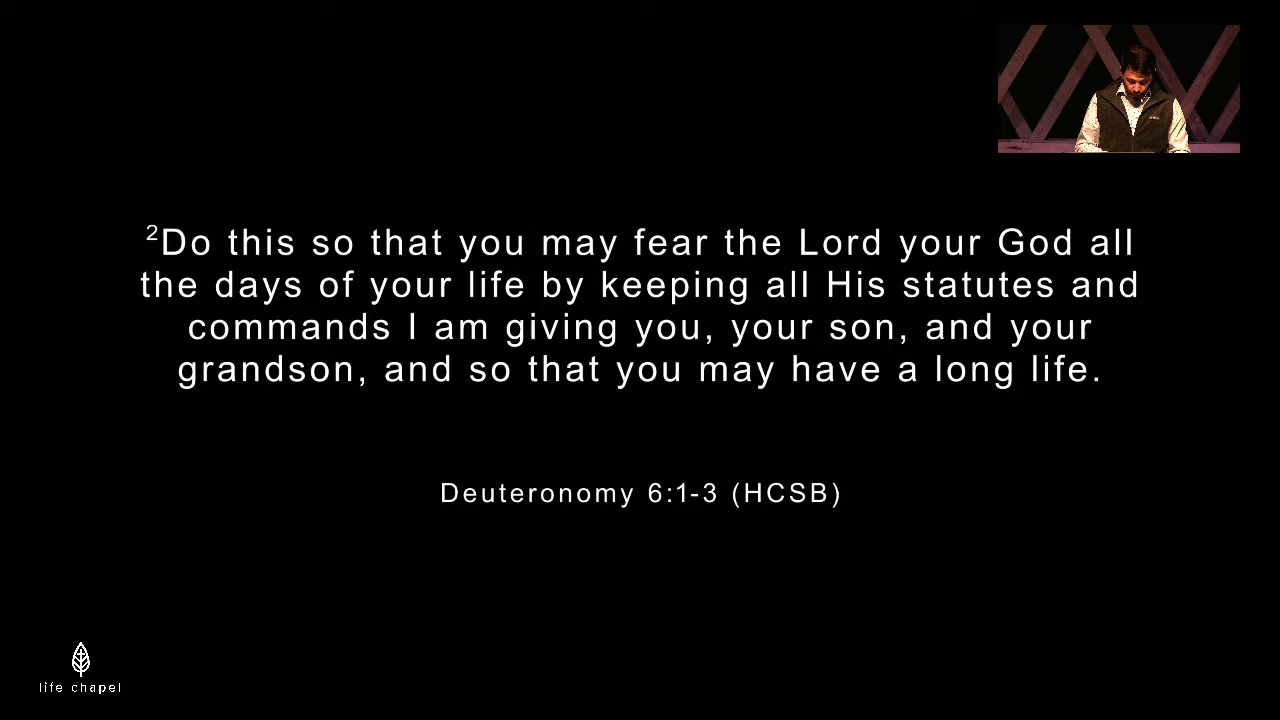 ²Do this so that you may fear the Lord your God all
the days of your life by keeping all His statutes and
commands I am giving you, your son, and your
grandson, and so that you may have a long life.
Deuteronomy 6:1-3 (HCSB)
life chapel